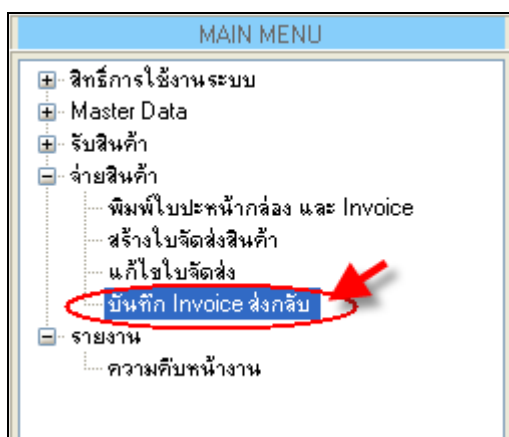 MAIN MENU
สิทธิ์การใช้งานระบบ
Master Data
รับสินค้า
จ่ายสินค้า
พิมพ์ใบปะหน้ากล่อง และ Invoice
สร้างใบจัดส่งสินค้า
แก้ไขใบจัดส่ง
บันทึก Invoice ส่งกลับ
รายงาน
ความคืบหน้างาน